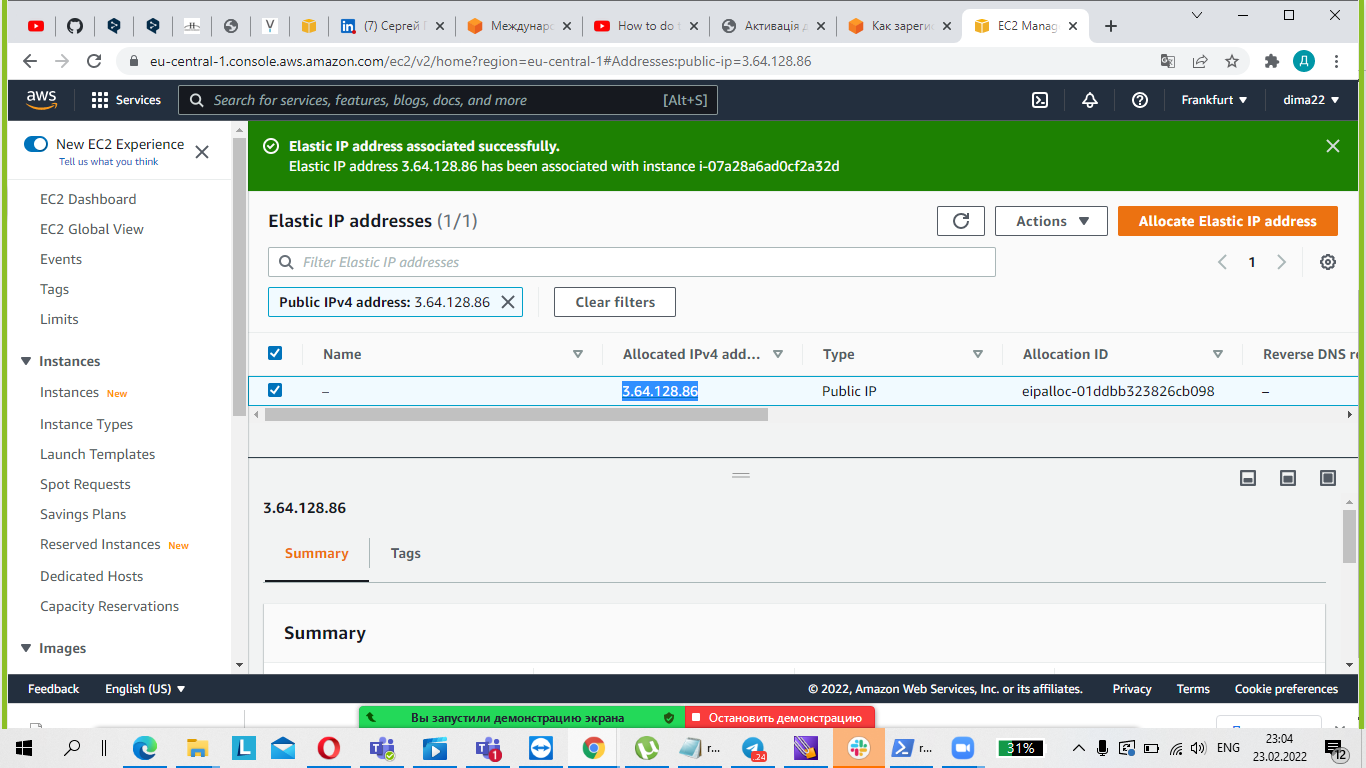 (7) Сергей
Междунаро
How to do t
Активація д
Как зареги
EC2 Manag
eu-central-1.console.aws.amazon.com/ec2/v2/home?region=eu-central-1#Addresses:public-ip=3.64.128.86
Д
aws
Services
Search for services, features, blogs, docs, and more [Alt+S]
Frankfurt
dima22
New EC2 Experience
Tell us what you think
EC2 Dashboard
EC2 Global View
Events
Tags
Limits
Instances
Instances New
Instance Types
Launch Templates
Spot Requests
Savings Plans
Reserved Instances New
Dedicated Hosts
Capacity Reservations
Images
Elastic IP address associated successfully.
Elastic IP address 3.64.128.86 has been associated with instance i-07a28a6ad0cf2a32d
Elastic IP addresses (1/1)
Actions
Allocate Elastic IP address
Filter Elastic IP addresses
1
Public IPv4 address: 3.64.128.86
Clear filters
Name Allocated IPv4 add... Type Allocation ID Reverse DNS r
– 3.64.128.86 Public IP eipalloc-01ddbb323826cb098 –
3.64.128.86
Summary Tags
Summary
Feedback English (US) © 2022, Amazon Web Services, Inc. or its affiliates. Privacy Terms Cookie preferences
Вы запустили демонстрацию экрана Остановить демонстрацию
L
1
r...
24
r...
31%
ENG
23:04
23.02.2022
12